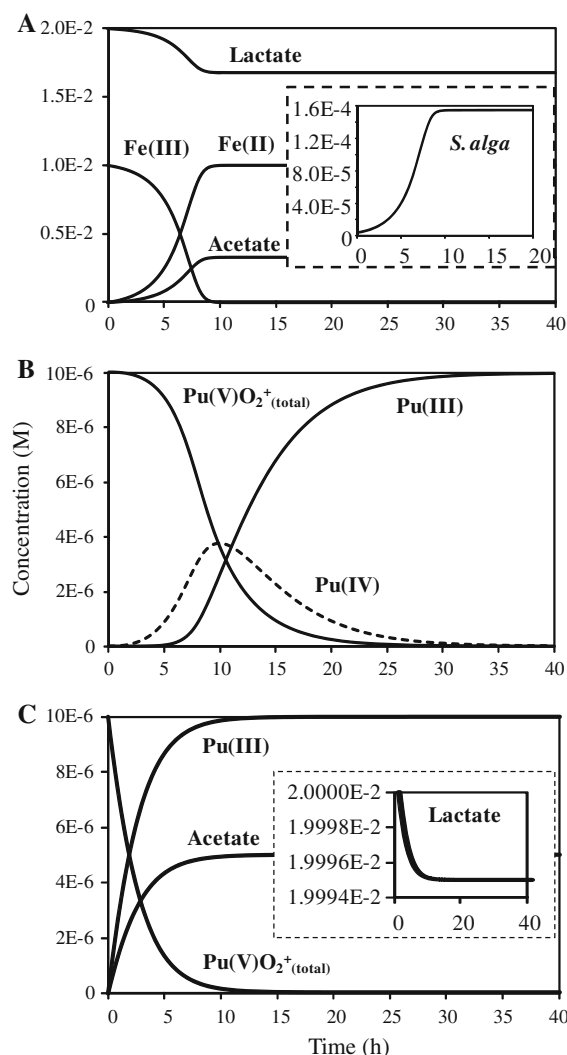 A
2.0E-2
1.5E-2
1.0E-2
5.0E-2
0
Lactate
Fe(III)
Fe(II)
Acetate
1.6E-4
1.2E-4
8.0E-5
4.0E-5
0
S. alga
0 5 10 15 20
0 5 10 15 20 25 30 35 40
B
10E-6
8E-6
6E-6
4E-6
2E-6
0
Pu(V)O₂⁺(total)
Pu(III)
Pu(IV)
0 5 10 15 20 25 30 35 40
Concentration (M)
C
10E-6
8E-6
6E-6
4E-6
2E-6
0
Pu(III)
Acetate
Pu(V)O₂⁺(total)
2.0000E-2
1.9998E-2
1.9996E-2
1.9994E-2
Lactate
0 20 40
0 5 10 15 20 25 30 35 40
Time (h)